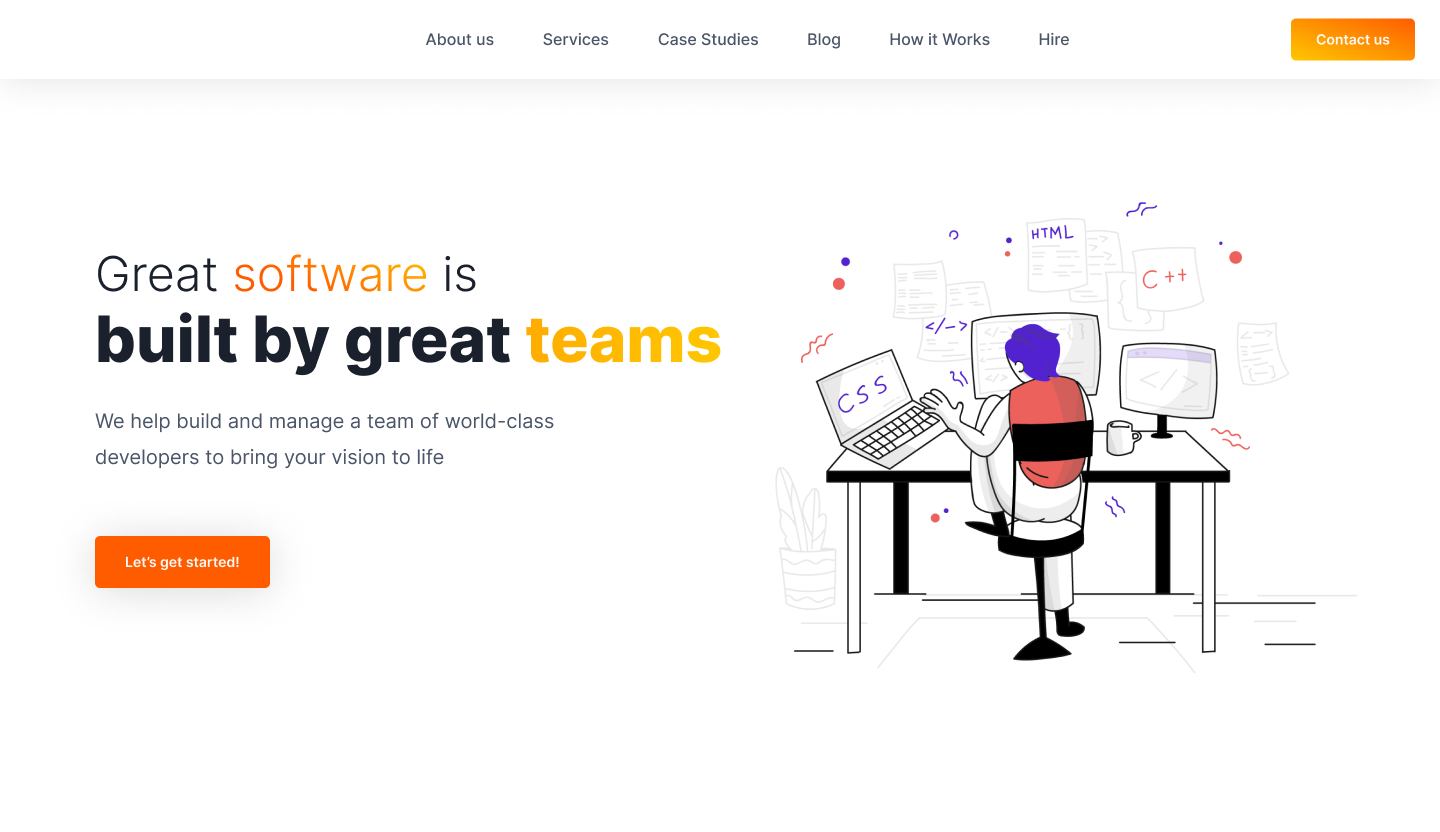 About us
Services
Case Studies
Blog
How it Works
Hire
Contact us
Great software is
built by great teams
We help build and manage a team of world-class
developers to bring your vision to life
Let's get started!
HTML
C++
</->
CSS
</>